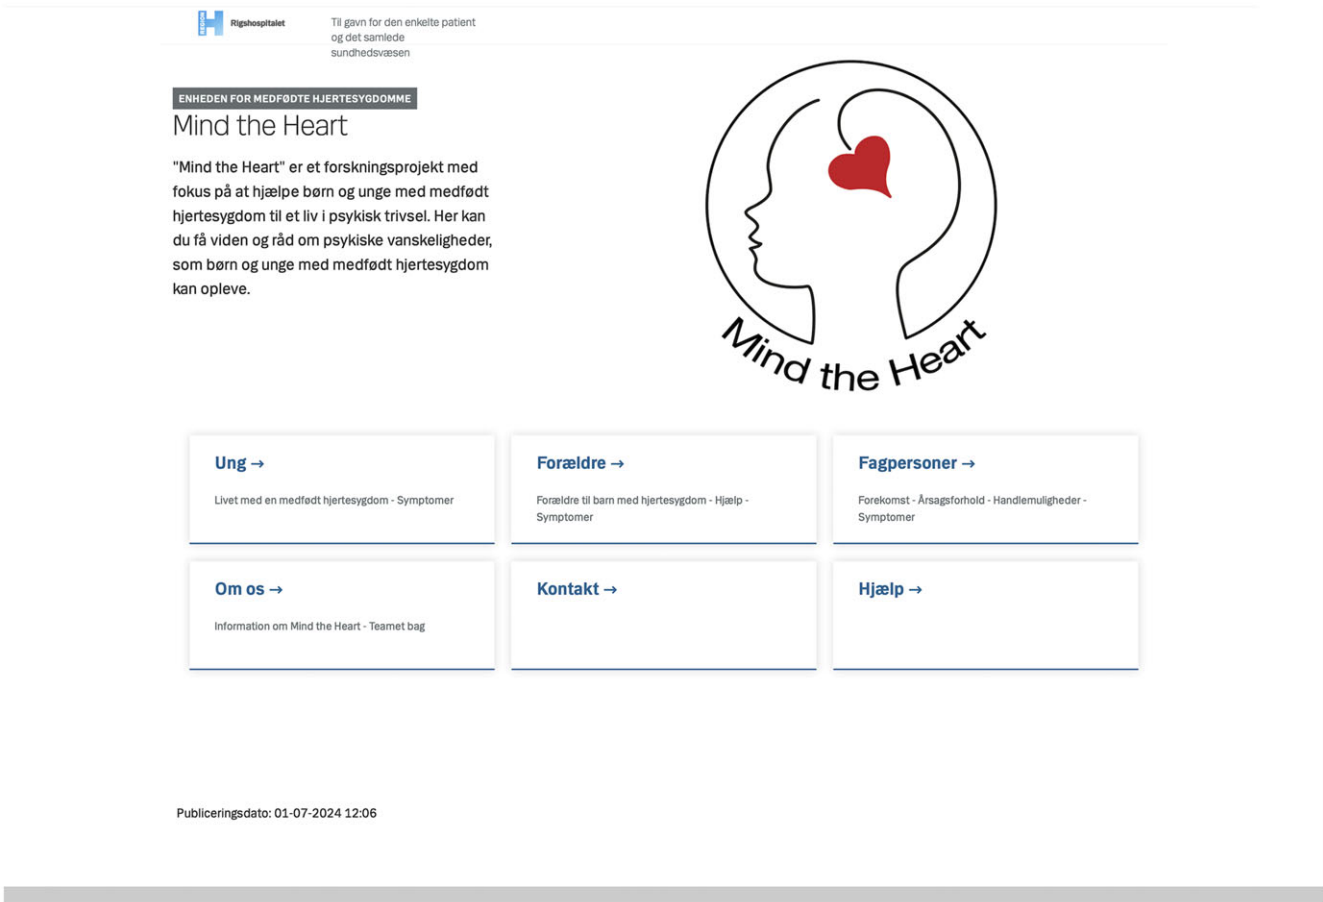 REGION
Rigshospitalet
Til gavn for den enkelte patient
og det samlede
sundhedsvæsen
ENHEDEN FOR MEDFØDTE HJERTESYGDOMME
Mind the Heart
"Mind the Heart" er et forskningsprojekt med
fokus på at hjælpe børn og unge med medfødt
hjertesygdom til et liv i psykisk trivsel. Her kan
du få viden og råd om psykiske vanskeligheder,
som børn og unge med medfødt hjertesygdom
kan opleve.
Mind the Heart
Ung →
Livet med en medfødt hjertesygdom - Symptomer
Forældre →
Forældre til barn med hjertesygdom - Hjælp -
Symptomer
Fagpersoner →
Forekomst - Årsagsforhold - Handlemuligheder -
Symptomer
Om os →
Information om Mind the Heart - Teamet bag
Kontakt →
Hjælp →
Publiceringsdato: 01-07-2024 12:06